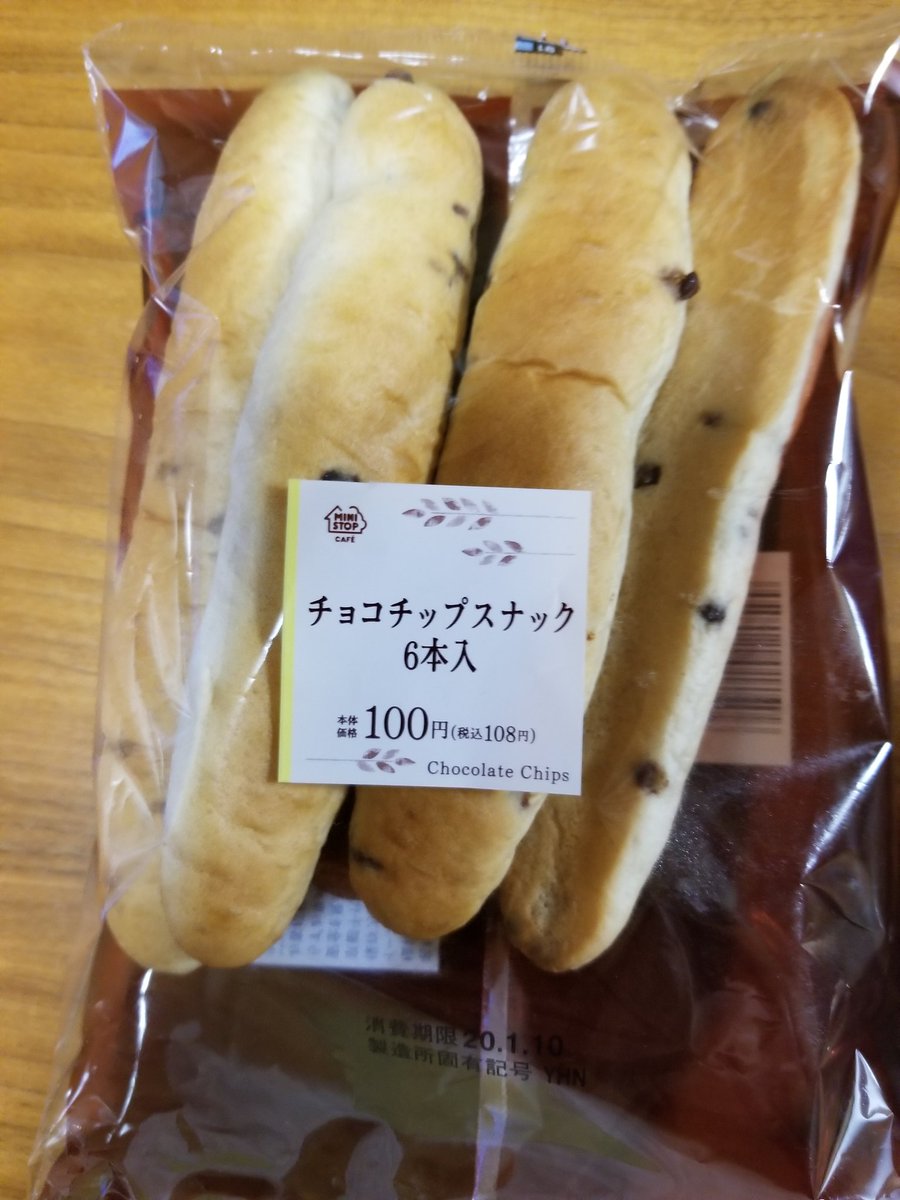 MINI
STOP
CAFÉ
チョコチップスナック
6本入
本体
価格 100円(税込108円)
Chocolate Chips
消費期限 20.1.10
製造所固有記号 YHN